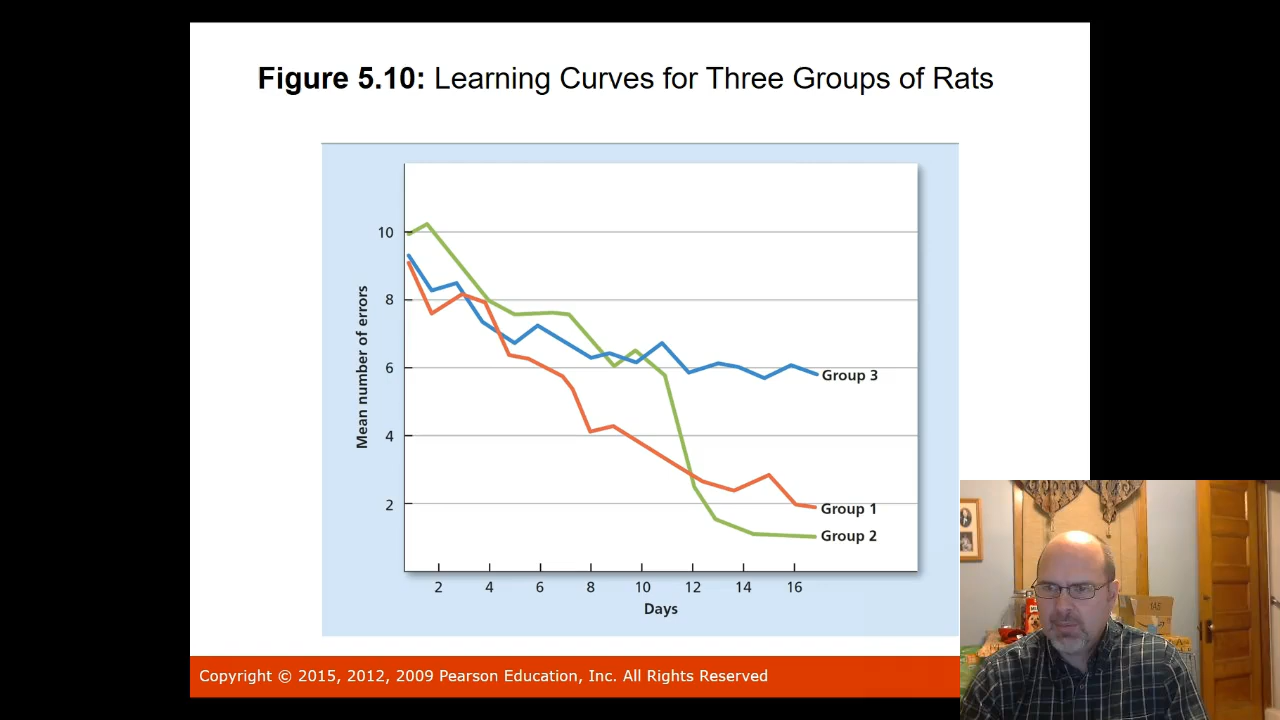 Figure 5.10: Learning Curves for Three Groups of Rats
10
8
6
4
2
Mean number of errors
Group 3
Group 1
Group 2
2 4 6 8 10 12 14 16
Days
Copyright © 2015, 2012, 2009 Pearson Education, Inc. All Rights Reserved